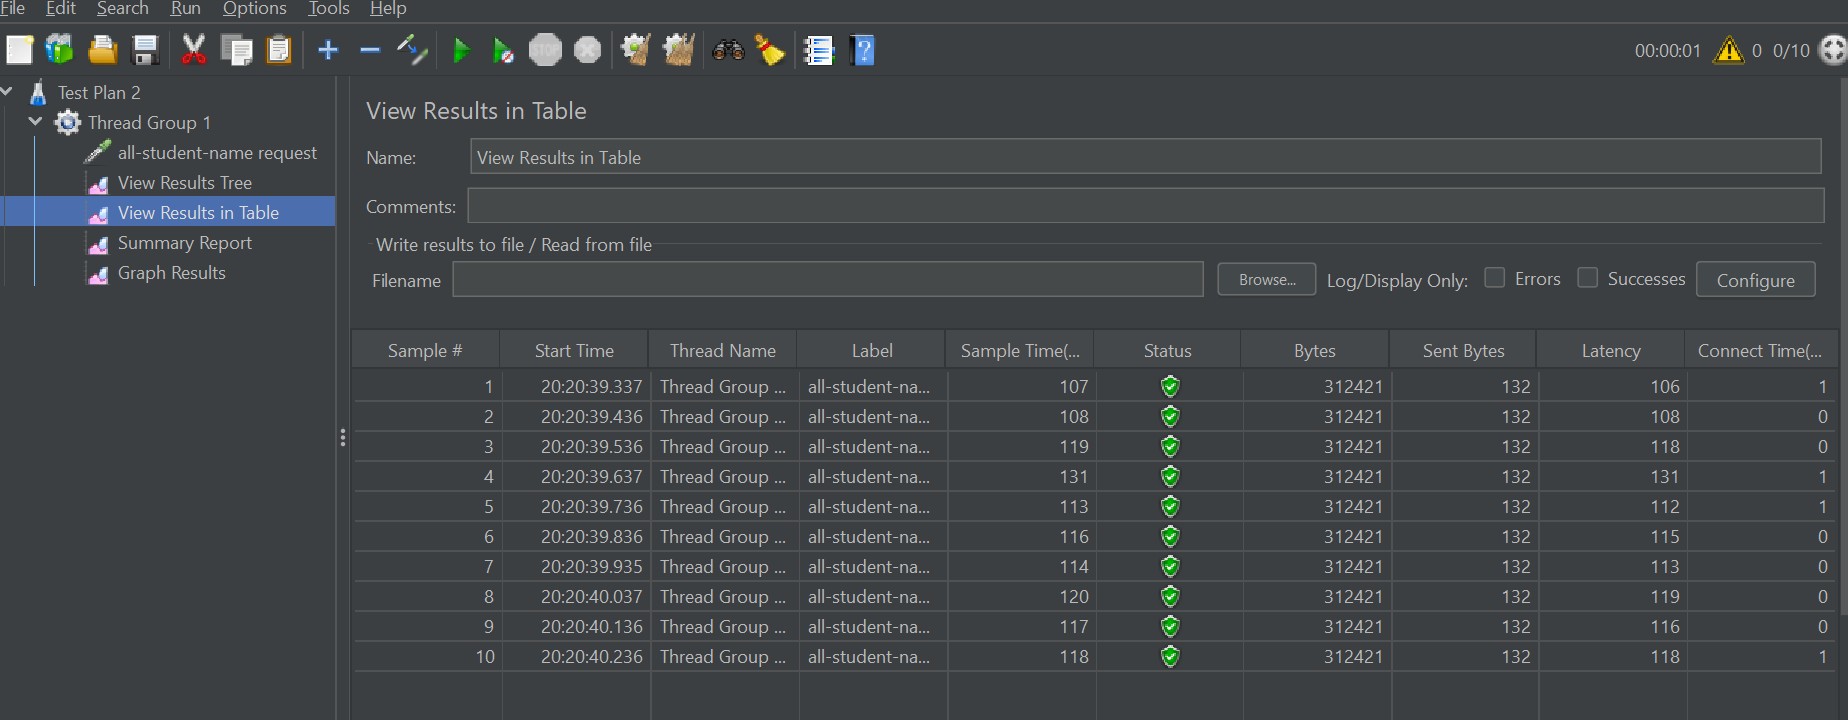 File Edit Search Run Options Tools Help
STOP 00:00:01 0 0/10
Test Plan 2
Thread Group 1
all-student-name request
View Results Tree
View Results in Table
Summary Report
Graph Results
View Results in Table
Name: View Results in Table
Comments:
Write results to file / Read from file
Filename Browse... Log/Display Only: Errors Successes Configure
Sample # Start Time Thread Name Label Sample Time(... Status Bytes Sent Bytes Latency Connect Time(...
1 20:20:39.337 Thread Group ... all-student-na... 107 312421 132 106 1
2 20:20:39.436 Thread Group ... all-student-na... 108 312421 132 108 0
3 20:20:39.536 Thread Group ... all-student-na... 119 312421 132 118 0
4 20:20:39.637 Thread Group ... all-student-na... 131 312421 132 131 1
5 20:20:39.736 Thread Group ... all-student-na... 113 312421 132 112 1
6 20:20:39.836 Thread Group ... all-student-na... 116 312421 132 115 0
7 20:20:39.935 Thread Group ... all-student-na... 114 312421 132 113 0
8 20:20:40.037 Thread Group ... all-student-na... 120 312421 132 119 0
9 20:20:40.136 Thread Group ... all-student-na... 117 312421 132 116 0
10 20:20:40.236 Thread Group ... all-student-na... 118 312421 132 118 1